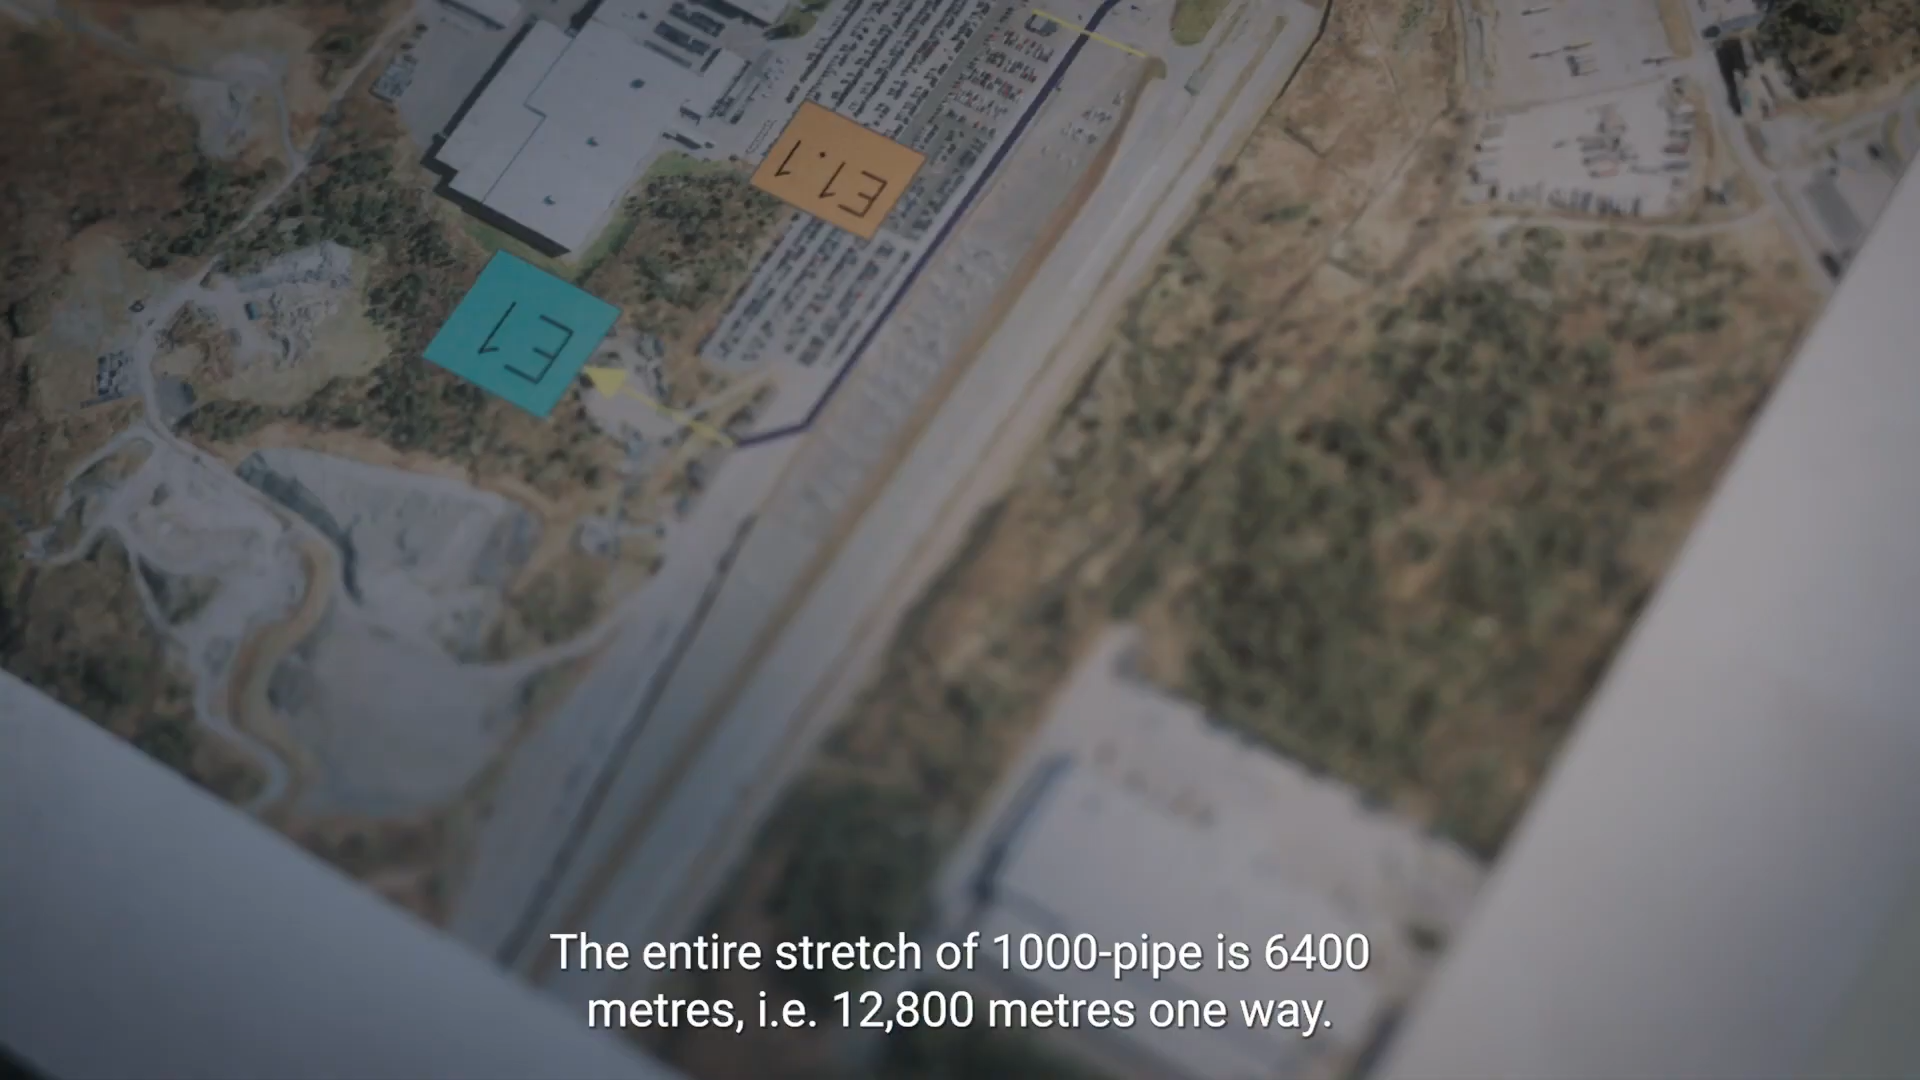 E1:1
E1
The entire stretch of 1000-pipe is 6400
metres, i.e. 12,800 metres one way.